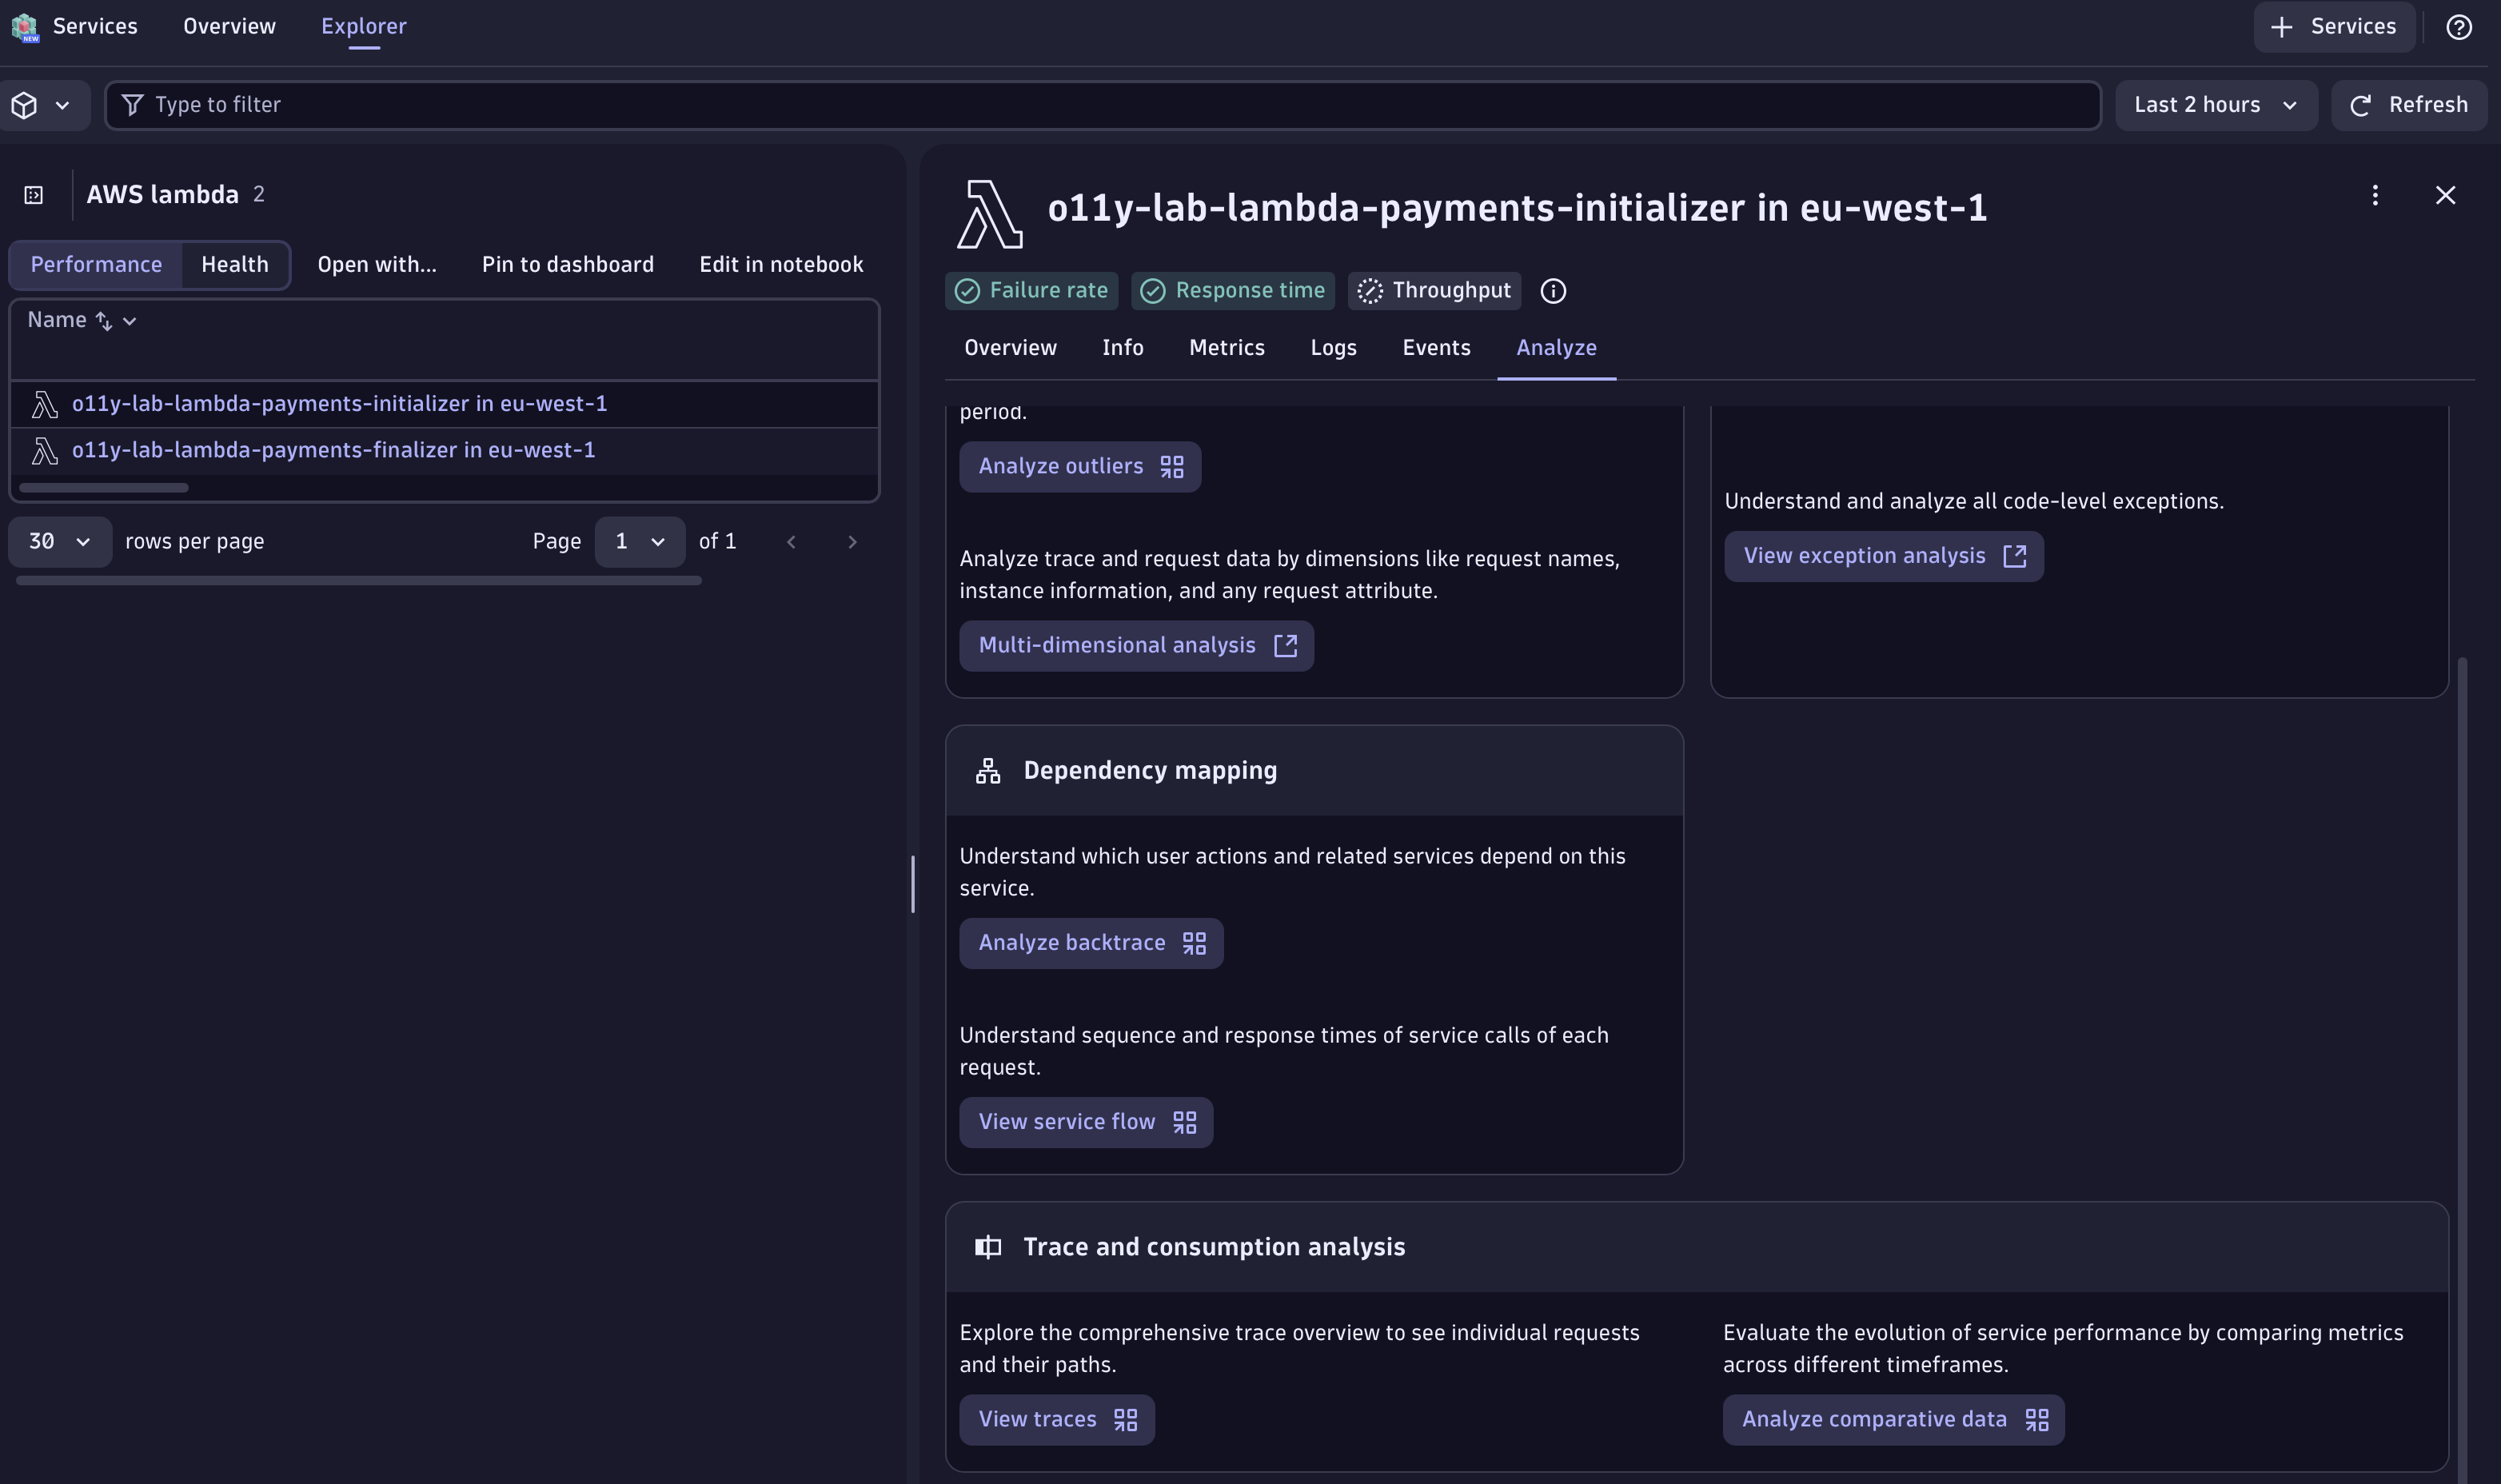 NEW
Services
Overview
Explorer
Services
Type to filter
Last 2 hours
Refresh
AWS lambda 2
Performance
Health
Open with...
Pin to dashboard
Edit in notebook
Name
o11y-lab-lambda-payments-initializer in eu-west-1
o11y-lab-lambda-payments-finalizer in eu-west-1
30
rows per page
Page
1
of 1
o11y-lab-lambda-payments-initializer in eu-west-1
Failure rate
Response time
Throughput
Overview
Info
Metrics
Logs
Events
Analyze
period.
Analyze outliers
Analyze trace and request data by dimensions like request names,
instance information, and any request attribute.
Multi-dimensional analysis
Understand and analyze all code-level exceptions.
View exception analysis
Dependency mapping
Understand which user actions and related services depend on this
service.
Analyze backtrace
Understand sequence and response times of service calls of each
request.
View service flow
Trace and consumption analysis
Explore the comprehensive trace overview to see individual requests
and their paths.
View traces
Evaluate the evolution of service performance by comparing metrics
across different timeframes.
Analyze comparative data